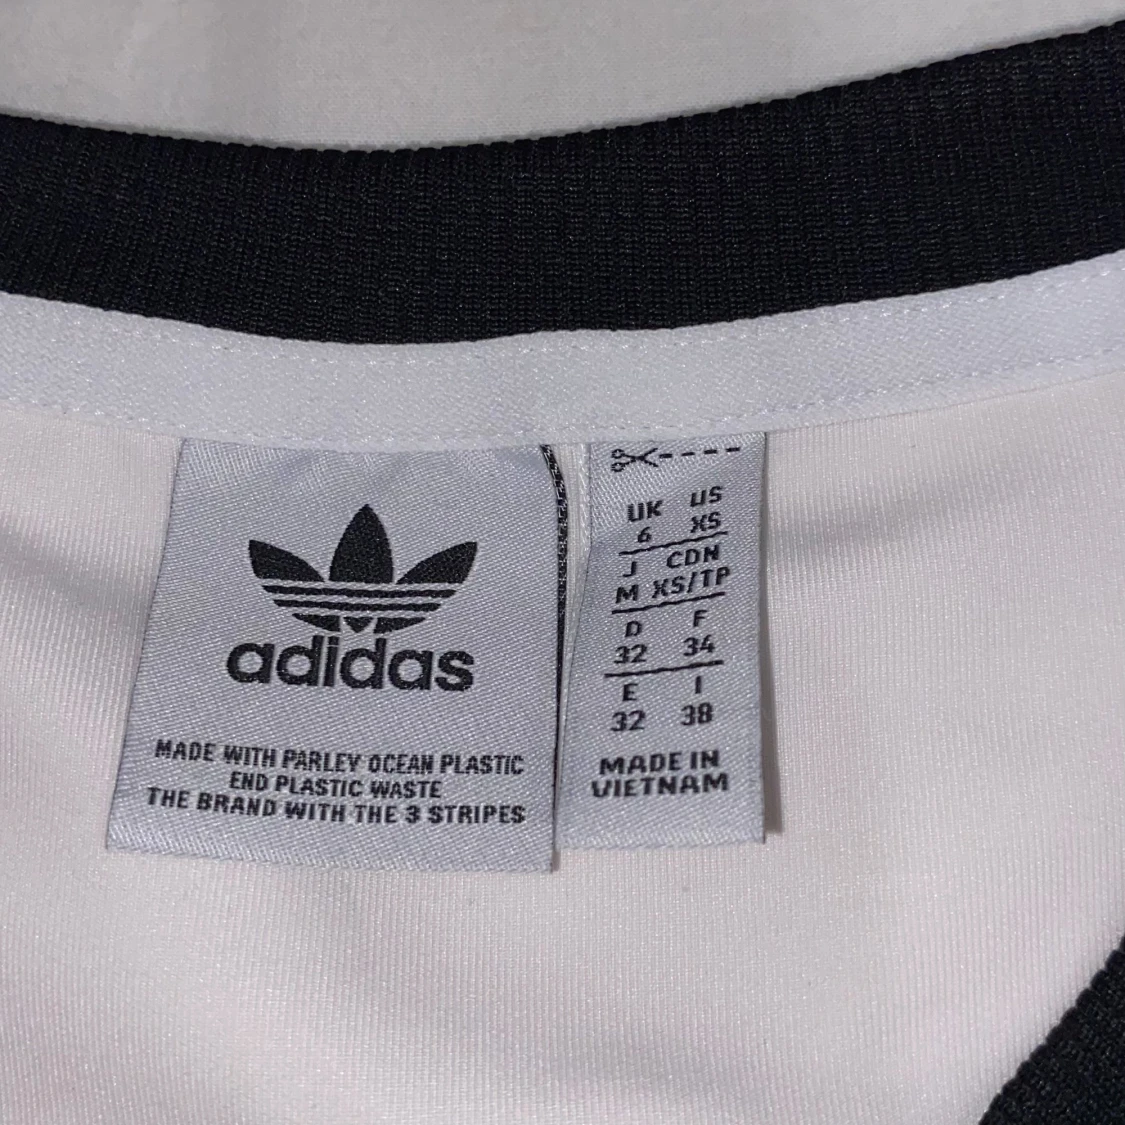 adidas
MADE WITH PARLEY OCEAN PLASTIC
END PLASTIC WASTE
THE BRAND WITH THE 3 STRIPES
UK US
6 XS
J CDN
M XS/TP
D F
32 34
E I
32 38
MADE IN
VIETNAM